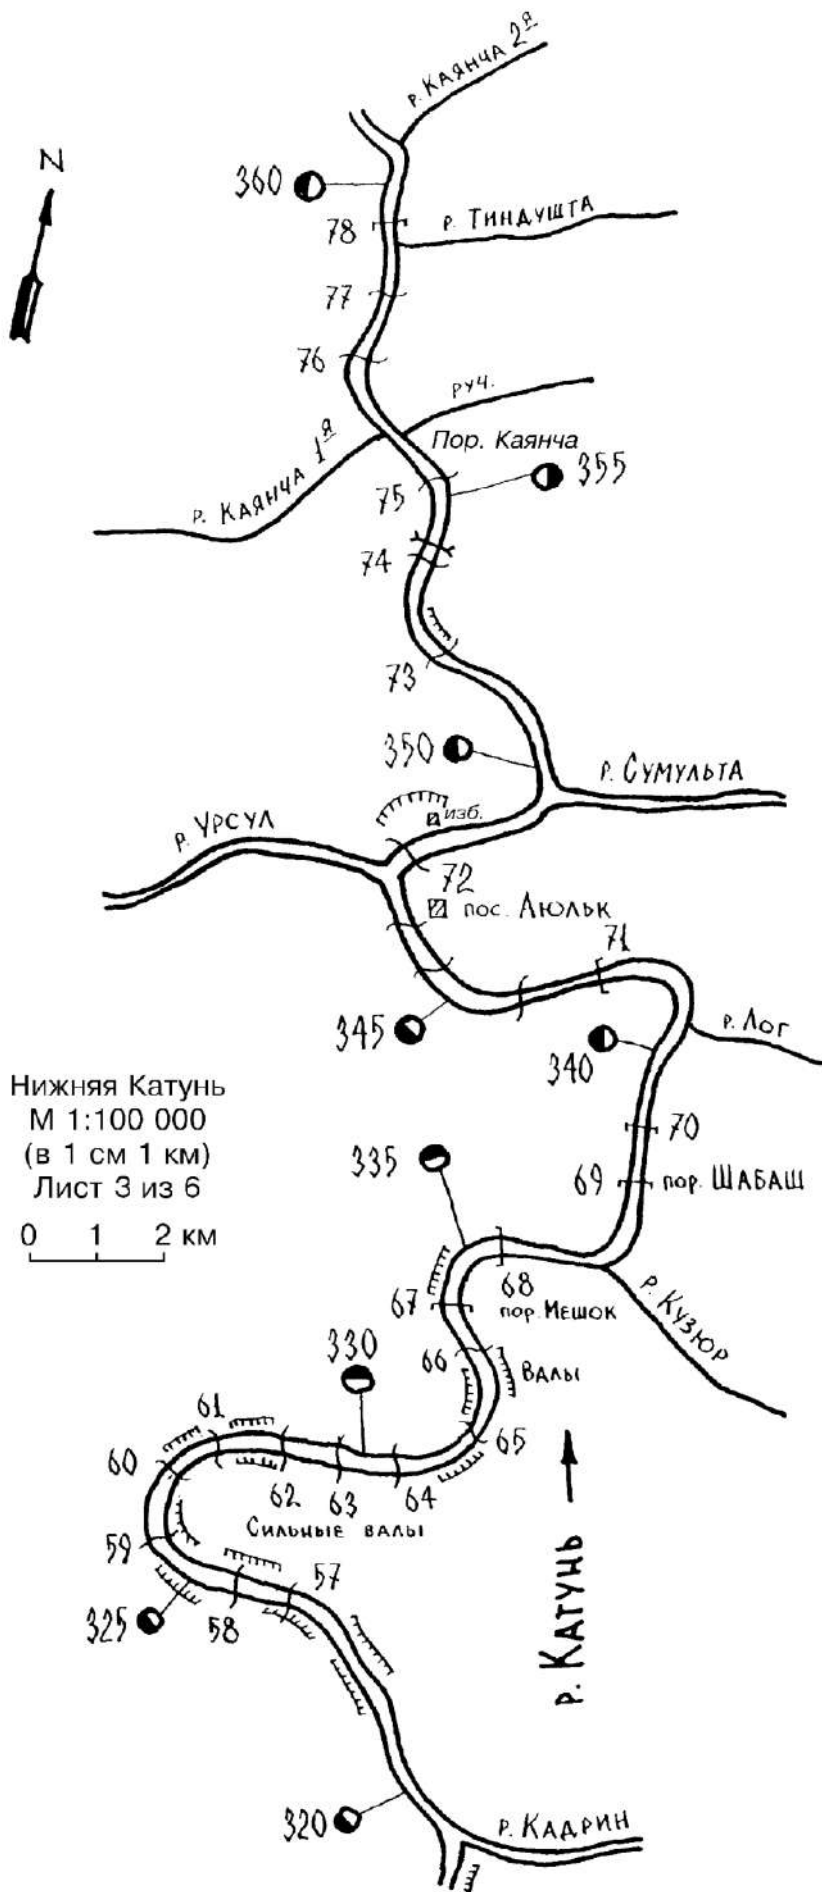 р. КАЯНЧА 2я
N
360
78
р. ТИНДУШТА
77
76
РУЧ.
Пор. Каянча
р. КАЯНЧА 1я
355
75
74
73
350
р. СУМУЛЬТА
изб.
р. УРСУЛ
72
пос. АЮЛЬК
71
р. ЛОГ
345
340
Нижняя Катунь
М 1:100 000
(в 1 см 1 км)
Лист 3 из 6
0 1 2 км
70
335
69 пор. ШАБАШ
68
67
пор. МЕШОК
р. КУЗЮР
330
66
ВАЛЫ
61
65
60
62
63
64
СИЛЬНЫЕ ВАЛЫ
59
57
325
58
р. КАТУНЬ
320
р. КАДРИН